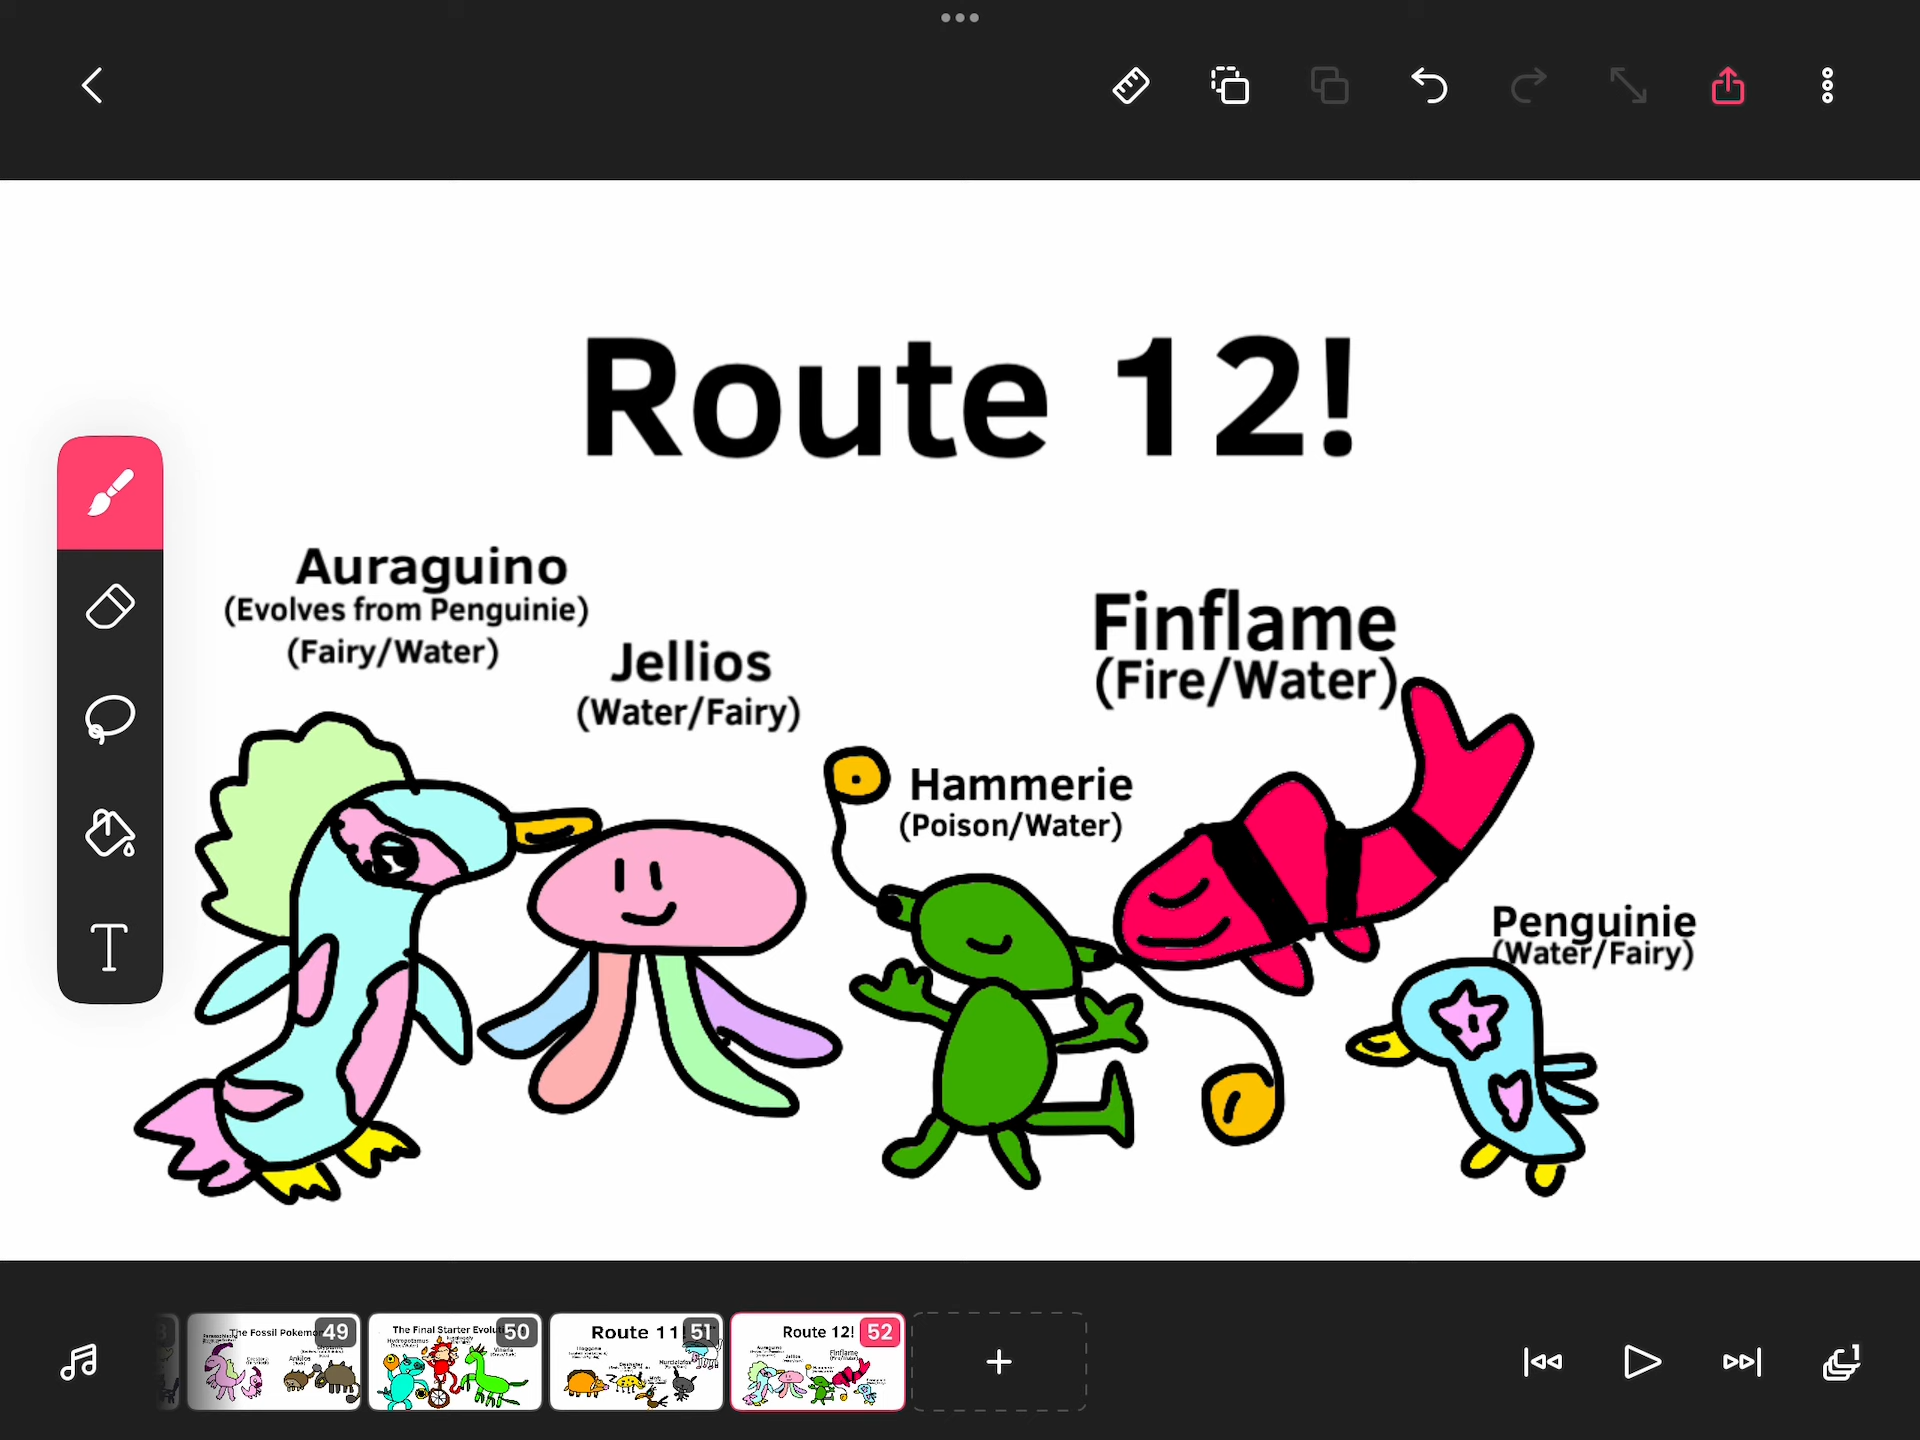 Route 12!
Auraguino
(Evolves from Penguinie)
(Fairy/Water)
Jellios
(Water/Fairy)
Finflame
(Fire/Water)
Hammerie
(Poison/Water)
Penguinie
(Water/Fairy)
T
The Fossil Pokemon
49
The Final Starter Evoluti
50
Route 11!
51
Route 12!
52